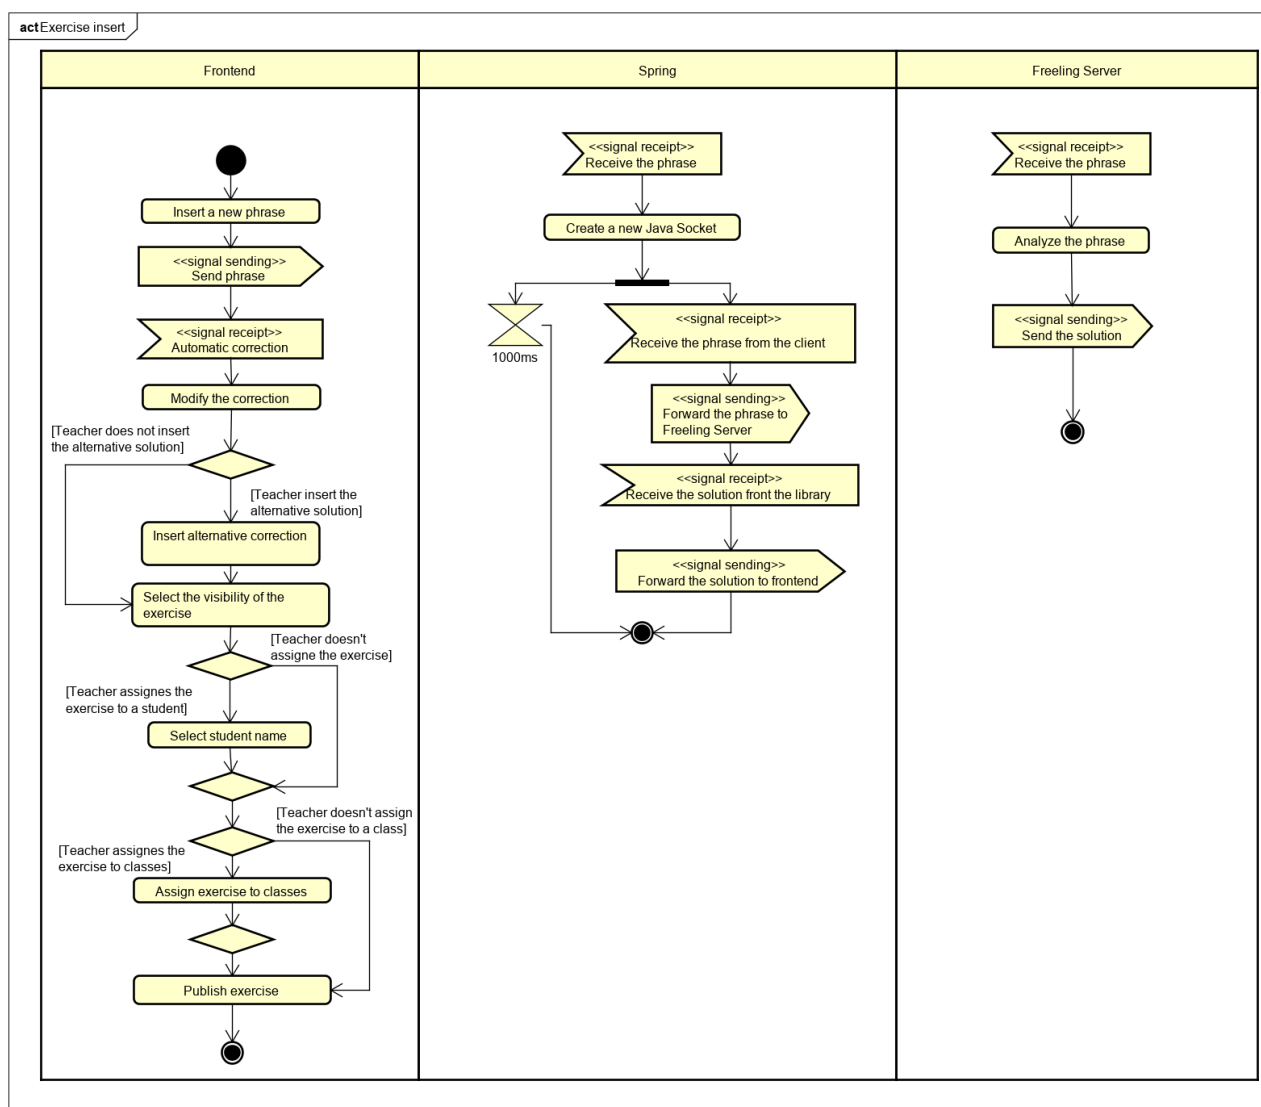 act Exercise insert
Frontend
Spring
Freeling Server
Insert a new phrase
<<signal sending>>
Send phrase
<<signal receipt>>
Automatic correction
Modify the correction
[Teacher does not insert
the alternative solution]
[Teacher insert the
alternative solution]
Insert alternative correction
Select the visibility of the
exercise
[Teacher doesn't
assigne the exercise]
[Teacher assignes the
exercise to a student]
Select student name
[Teacher doesn't assign
the exercise to a class]
[Teacher assignes the
exercise to classes]
Assign exercise to classes
Publish exercise
<<signal receipt>>
Receive the phrase
Create a new Java Socket
1000ms
<<signal receipt>>
Receive the phrase from the client
<<signal sending>>
Forward the phrase to
Freeling Server
<<signal receipt>>
Receive the solution front the library
<<signal sending>>
Forward the solution to frontend
<<signal receipt>>
Receive the phrase
Analyze the phrase
<<signal sending>>
Send the solution